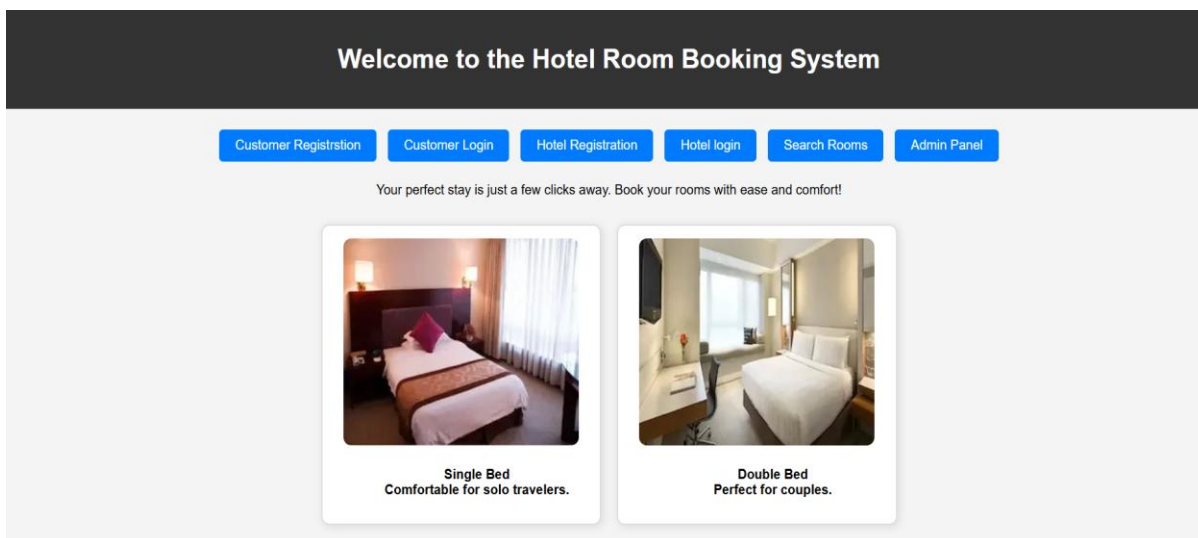 Welcome to the Hotel Room Booking System
Customer Registrstion
Customer Login
Hotel Registration
Hotel login
Search Rooms
Admin Panel
Your perfect stay is just a few clicks away. Book your rooms with ease and comfort!
Single Bed
Comfortable for solo travelers.
Double Bed
Perfect for couples.